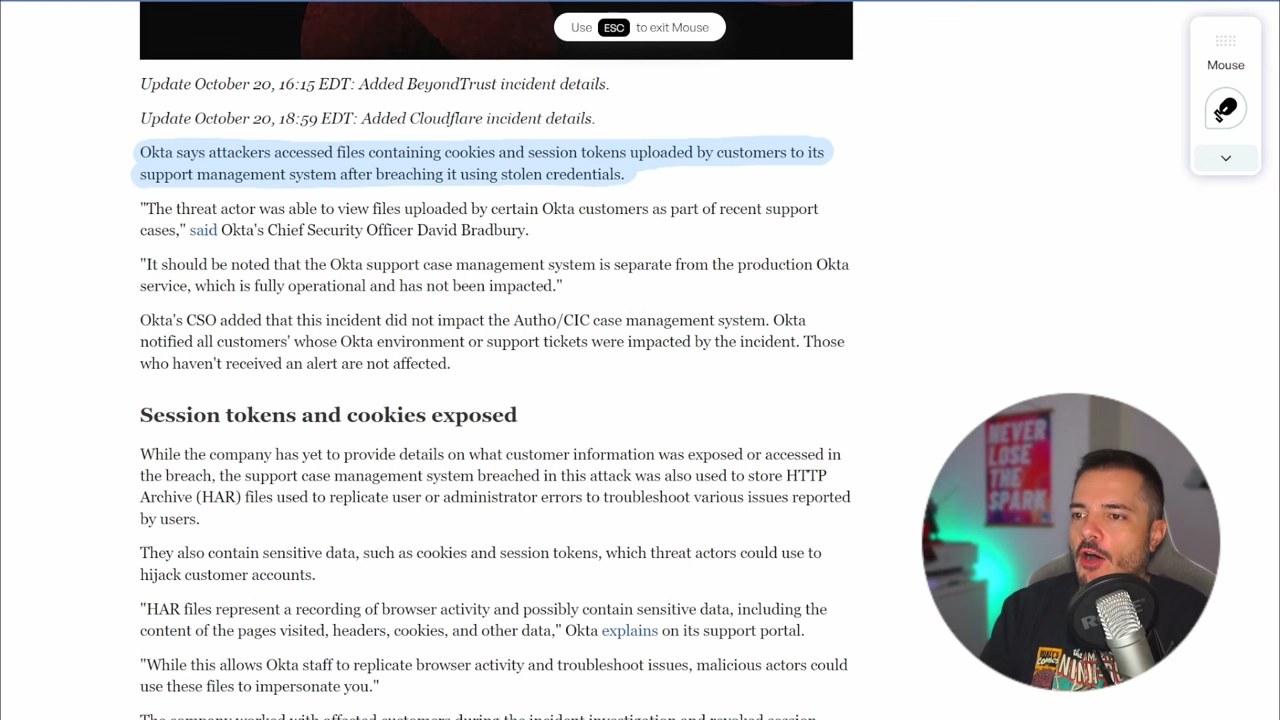 Use ESC to exit Mouse
Mouse
Update October 20, 16:15 EDT: Added BeyondTrust incident details.
Update October 20, 18:59 EDT: Added Cloudflare incident details.
Okta says attackers accessed files containing cookies and session tokens uploaded by customers to its
support management system after breaching it using stolen credentials.
"The threat actor was able to view files uploaded by certain Okta customers as part of recent support
cases," said Okta's Chief Security Officer David Bradbury.
"It should be noted that the Okta support case management system is separate from the production Okta
service, which is fully operational and has not been impacted."
Okta's CSO added that this incident did not impact the Auth0/CIC case management system. Okta
notified all customers' whose Okta environment or support tickets were impacted by the incident. Those
who haven't received an alert are not affected.
Session tokens and cookies exposed
While the company has yet to provide details on what customer information was exposed or accessed in
the breach, the support case management system breached in this attack was also used to store HTTP
Archive (HAR) files used to replicate user or administrator errors to troubleshoot various issues reported
by users.
They also contain sensitive data, such as cookies and session tokens, which threat actors could use to
hijack customer accounts.
"HAR files represent a recording of browser activity and possibly contain sensitive data, including the
content of the pages visited, headers, cookies, and other data," Okta explains on its support portal.
"While this allows Okta staff to replicate browser activity and troubleshoot issues, malicious actors could
use these files to impersonate you."
The company worked with affected customers during the incident investigation and revoked session
NEVER
LOSE
THE
SPARK